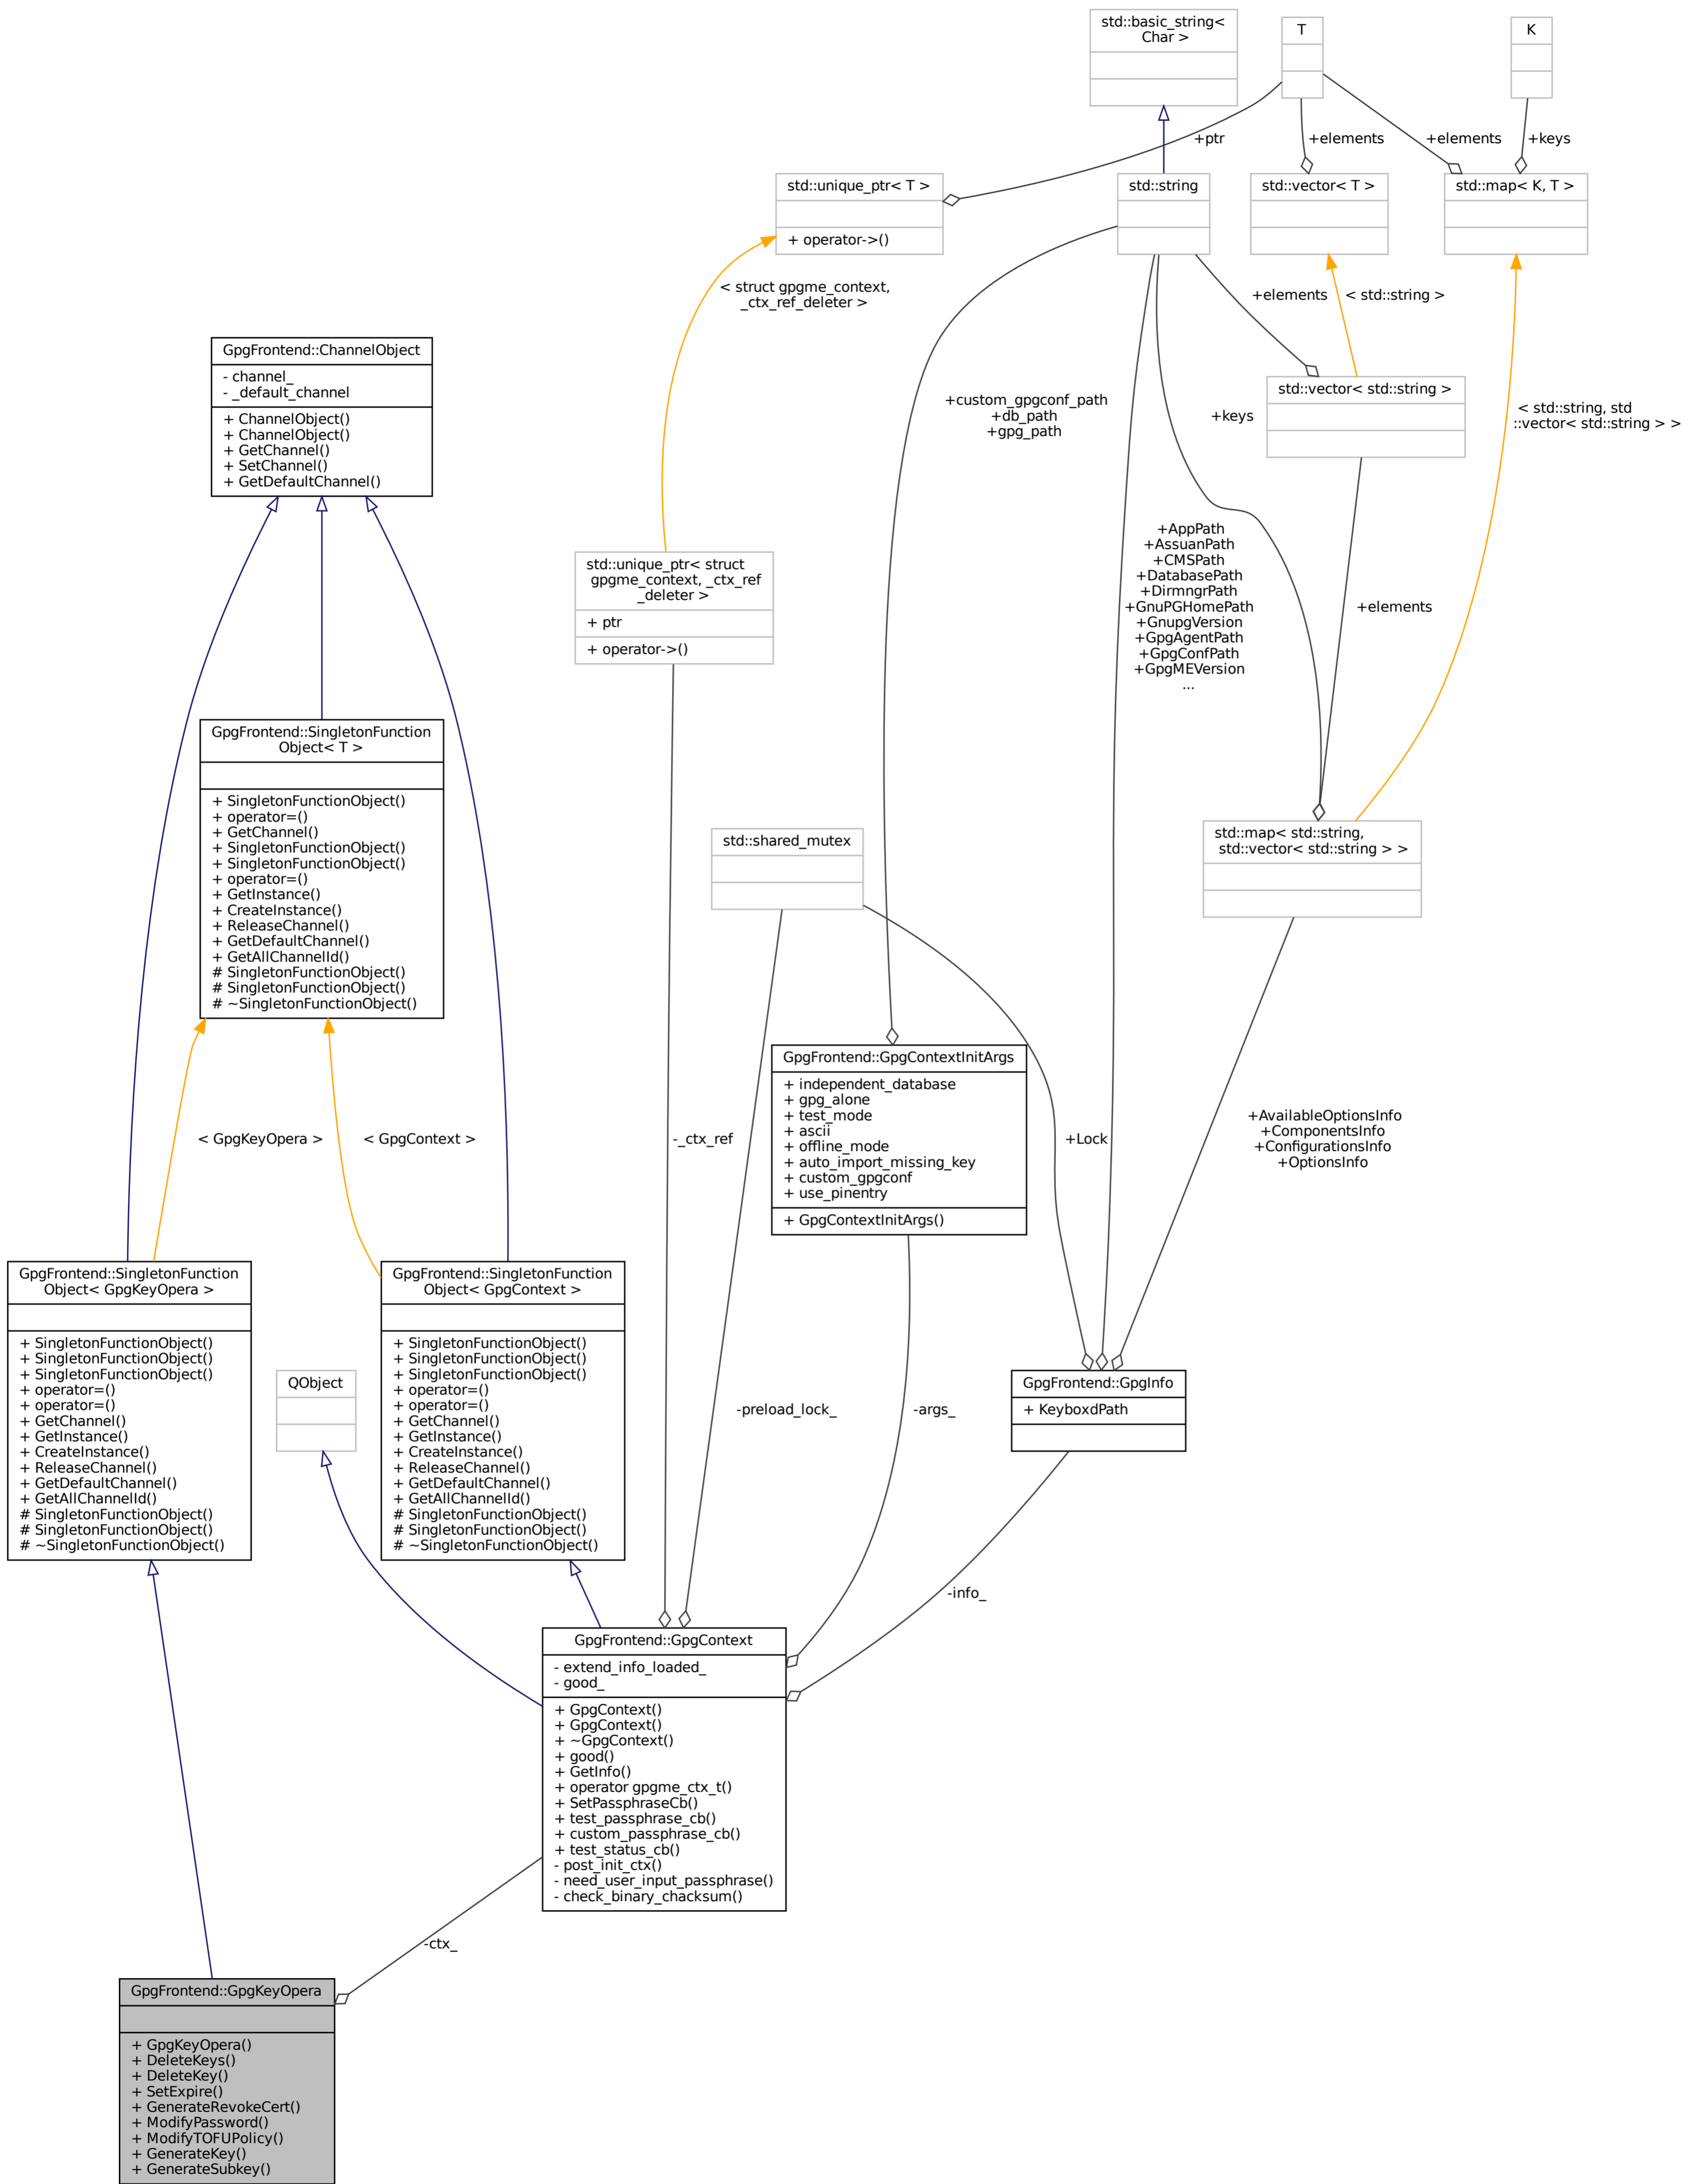 std::basic_string<
Char >
T
K
+ptr
+elements
+elements
+keys
std::unique_ptr< T >
+ operator->()
std::string
std::vector< T >
std::map< K, T >
< struct gpgme_context,
_ctx_ref_deleter >
+elements
< std::string >
GpgFrontend::ChannelObject
- channel_
- _default_channel
+ ChannelObject()
+ ChannelObject()
+ GetChannel()
+ SetChannel()
+ GetDefaultChannel()
+custom_gpgconf_path
+db_path
+gpg_path
+keys
std::vector< std::string >
< std::string, std
::vector< std::string > >
std::unique_ptr< struct
gpgme_context, _ctx_ref
_deleter >
+ ptr
+ operator->()
+AppPath
+AssuanPath
+CMSPath
+DatabasePath
+DirmngrPath
+GnuPGHomePath
+GnupgVersion
+GpgAgentPath
+GpgConfPath
+GpgMEVersion
...
+elements
GpgFrontend::SingletonFunction
Object< T >
+ SingletonFunctionObject()
+ operator=()
+ GetChannel()
+ SingletonFunctionObject()
+ SingletonFunctionObject()
+ operator=()
+ GetInstance()
+ CreateInstance()
+ ReleaseChannel()
+ GetDefaultChannel()
+ GetAllChannelId()
# SingletonFunctionObject()
# SingletonFunctionObject()
# ~SingletonFunctionObject()
std::shared_mutex
std::map< std::string,
std::vector< std::string > >
GpgFrontend::GpgContextInitArgs
+ independent_database
+ gpg_alone
+ test_mode
+ ascii
+ offline_mode
+ auto_import_missing_key
+ custom_gpgconf
+ use_pinentry
+ GpgContextInitArgs()
< GpgKeyOpera >
< GpgContext >
-_ctx_ref
+Lock
+AvailableOptionsInfo
+ComponentsInfo
+ConfigurationsInfo
+OptionsInfo
GpgFrontend::SingletonFunction
Object< GpgKeyOpera >
+ SingletonFunctionObject()
+ SingletonFunctionObject()
+ SingletonFunctionObject()
+ operator=()
+ operator=()
+ GetChannel()
+ GetInstance()
+ CreateInstance()
+ ReleaseChannel()
+ GetDefaultChannel()
+ GetAllChannelId()
# SingletonFunctionObject()
# SingletonFunctionObject()
# ~SingletonFunctionObject()
QObject
GpgFrontend::SingletonFunction
Object< GpgContext >
+ SingletonFunctionObject()
+ SingletonFunctionObject()
+ SingletonFunctionObject()
+ operator=()
+ operator=()
+ GetChannel()
+ GetInstance()
+ CreateInstance()
+ ReleaseChannel()
+ GetDefaultChannel()
+ GetAllChannelId()
# SingletonFunctionObject()
# SingletonFunctionObject()
# ~SingletonFunctionObject()
-preload_lock_
-args_
GpgFrontend::GpgInfo
+ KeyboxdPath
-info_
GpgFrontend::GpgContext
- extend_info_loaded_
- good_
+ GpgContext()
+ GpgContext()
+ ~GpgContext()
+ good()
+ GetInfo()
+ operator gpgme_ctx_t()
+ SetPassphraseCb()
+ test_passphrase_cb()
+ custom_passphrase_cb()
+ test_status_cb()
- post_init_ctx()
- need_user_input_passphrase()
- check_binary_chacksum()
-ctx_
GpgFrontend::GpgKeyOpera
+ GpgKeyOpera()
+ DeleteKeys()
+ DeleteKey()
+ SetExpire()
+ GenerateRevokeCert()
+ ModifyPassword()
+ ModifyTOFUPolicy()
+ GenerateKey()
+ GenerateSubkey()